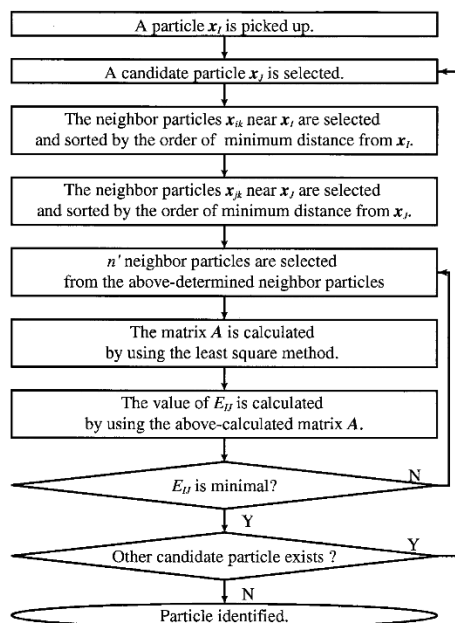 A particle x_I is picked up.
A candidate particle x_J is selected.
The neighbor particles x_ik near x_I are selected
and sorted by the order of minimum distance from x_I.
The neighbor particles x_jk near x_J are selected
and sorted by the order of minimum distance from x_J.
n' neighbor particles are selected
from the above-determined neighbor particles
The matrix A is calculated
by using the least square method.
The value of E_IJ is calculated
by using the above-calculated matrix A.
E_IJ is minimal?
N
Y
Other candidate particle exists ?
Y
N
Particle identified.